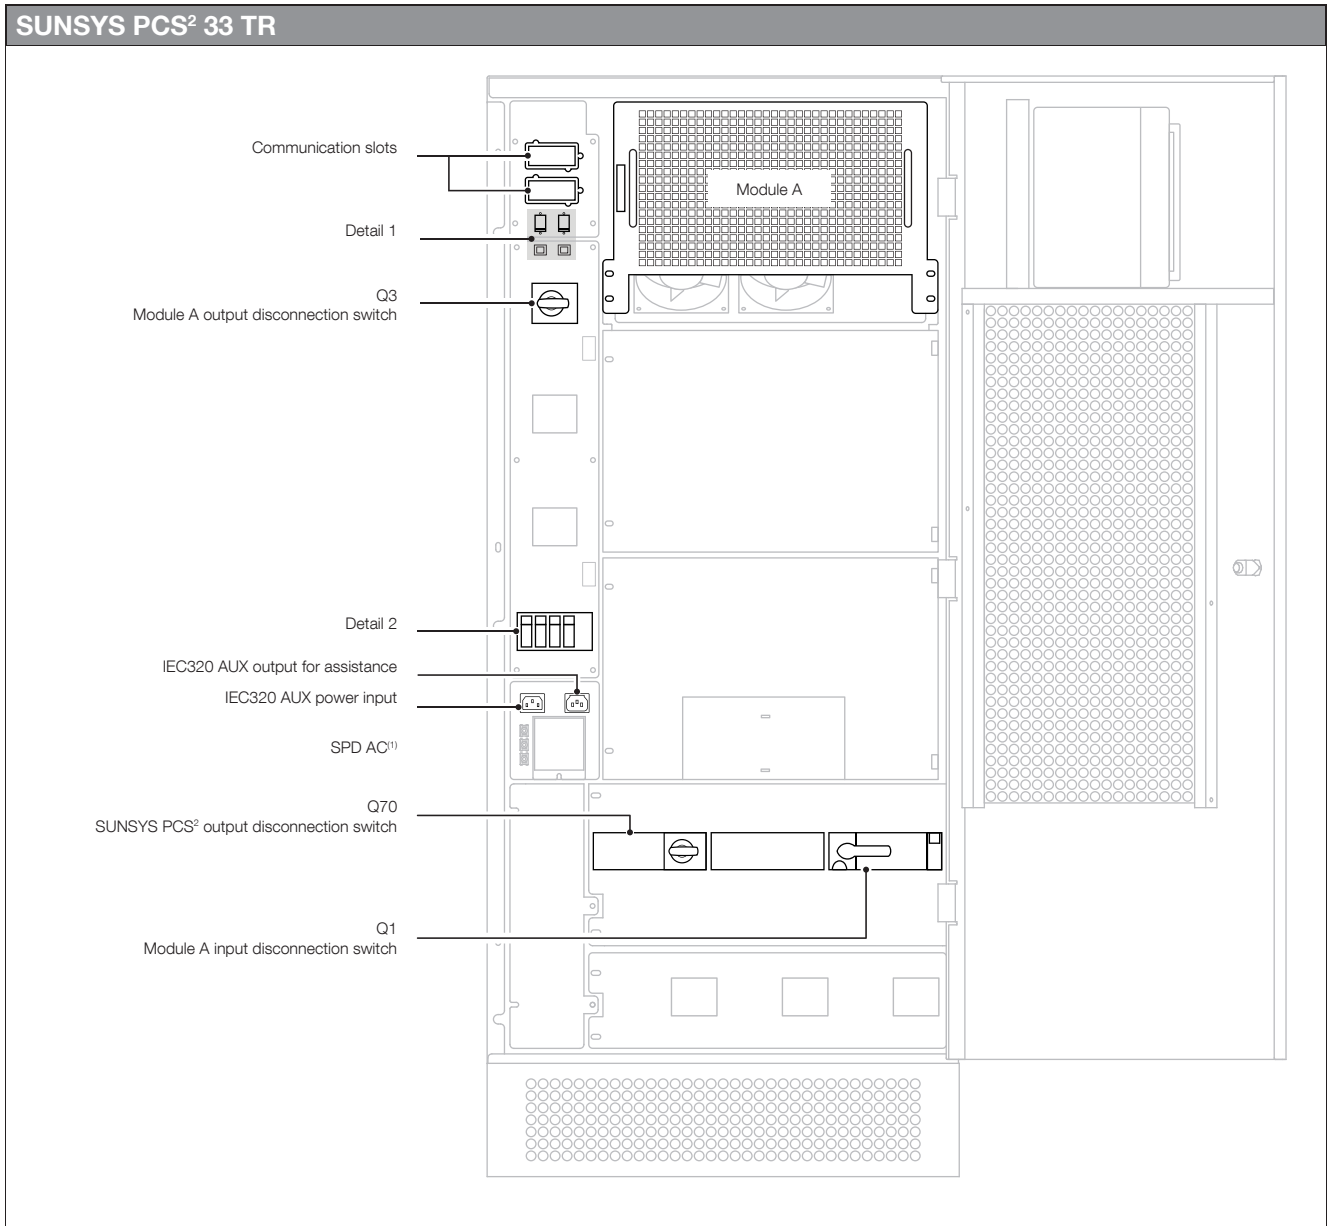 SUNSYS PCS² 33 TR
Communication slots
Module A
Detail 1
Q3
Module A output disconnection switch
Detail 2
IEC320 AUX output for assistance
IEC320 AUX power input
SPD AC⁽¹⁾
Q70
SUNSYS PCS² output disconnection switch
Q1
Module A input disconnection switch